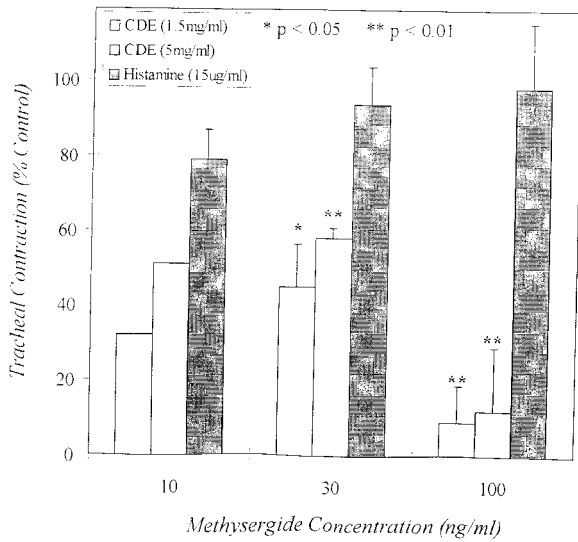 CDE (1.5mg/ml)
CDE (5mg/ml)
Histamine (15ug/ml)
* p < 0.05 ** p < 0.01
Tracheal Contraction (% Control)
100
80
60
40
20
0
*
**
**
**
10
30
100
Methysergide Concentration (ng/ml)